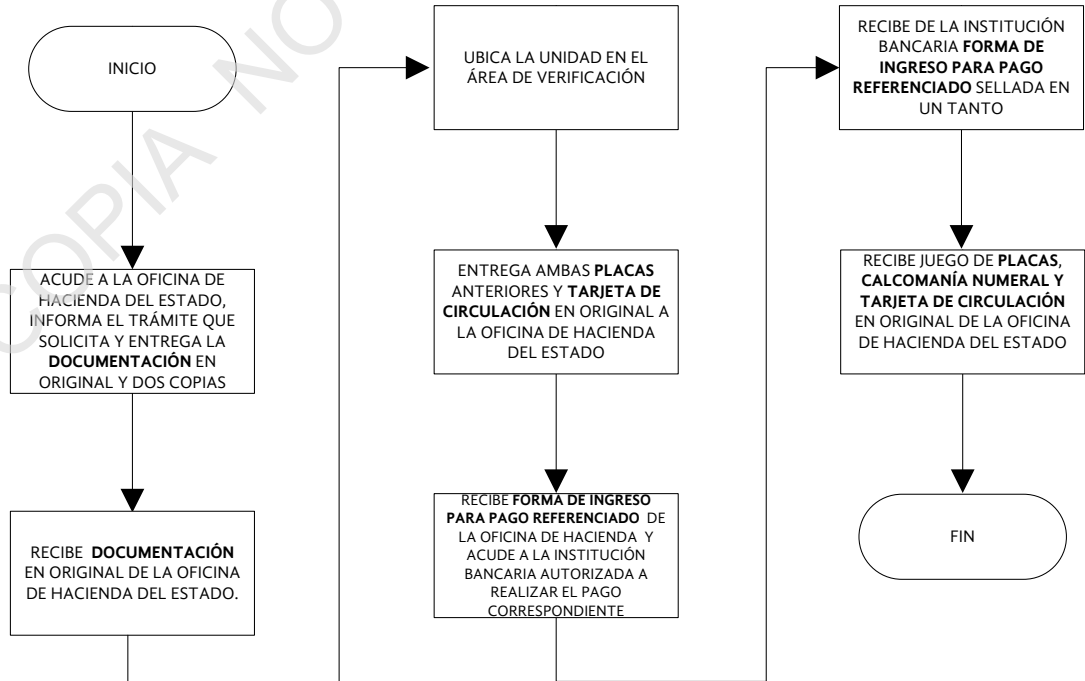 INICIO
ACUDE A LA OFICINA DE
HACIENDA DEL ESTADO,
INFORMA EL TRÁMITE QUE
SOLICITA Y ENTREGA LA
DOCUMENTACIÓN EN
ORIGINAL Y DOS COPIAS
RECIBE DOCUMENTACIÓN
EN ORIGINAL DE LA OFICINA
DE HACIENDA DEL ESTADO.
UBICA LA UNIDAD EN EL
ÁREA DE VERIFICACIÓN
ENTREGA AMBAS PLACAS
ANTERIORES Y TARJETA DE
CIRCULACIÓN EN ORIGINAL A
LA OFICINA DE HACIENDA
DEL ESTADO
RECIBE FORMA DE INGRESO
PARA PAGO REFERENCIADO DE
LA OFICINA DE HACIENDA Y
ACUDE A LA INSTITUCIÓN
BANCARIA AUTORIZADA A
REALIZAR EL PAGO
CORRESPONDIENTE
RECIBE DE LA INSTITUCIÓN
BANCARIA FORMA DE
INGRESO PARA PAGO
REFERENCIADO SELLADA EN
UN TANTO
RECIBE JUEGO DE PLACAS,
CALCOMANÍA NUMERAL Y
TARJETA DE CIRCULACIÓN
EN ORIGINAL DE LA OFICINA
DE HACIENDA DEL ESTADO
FIN
COPIA NO